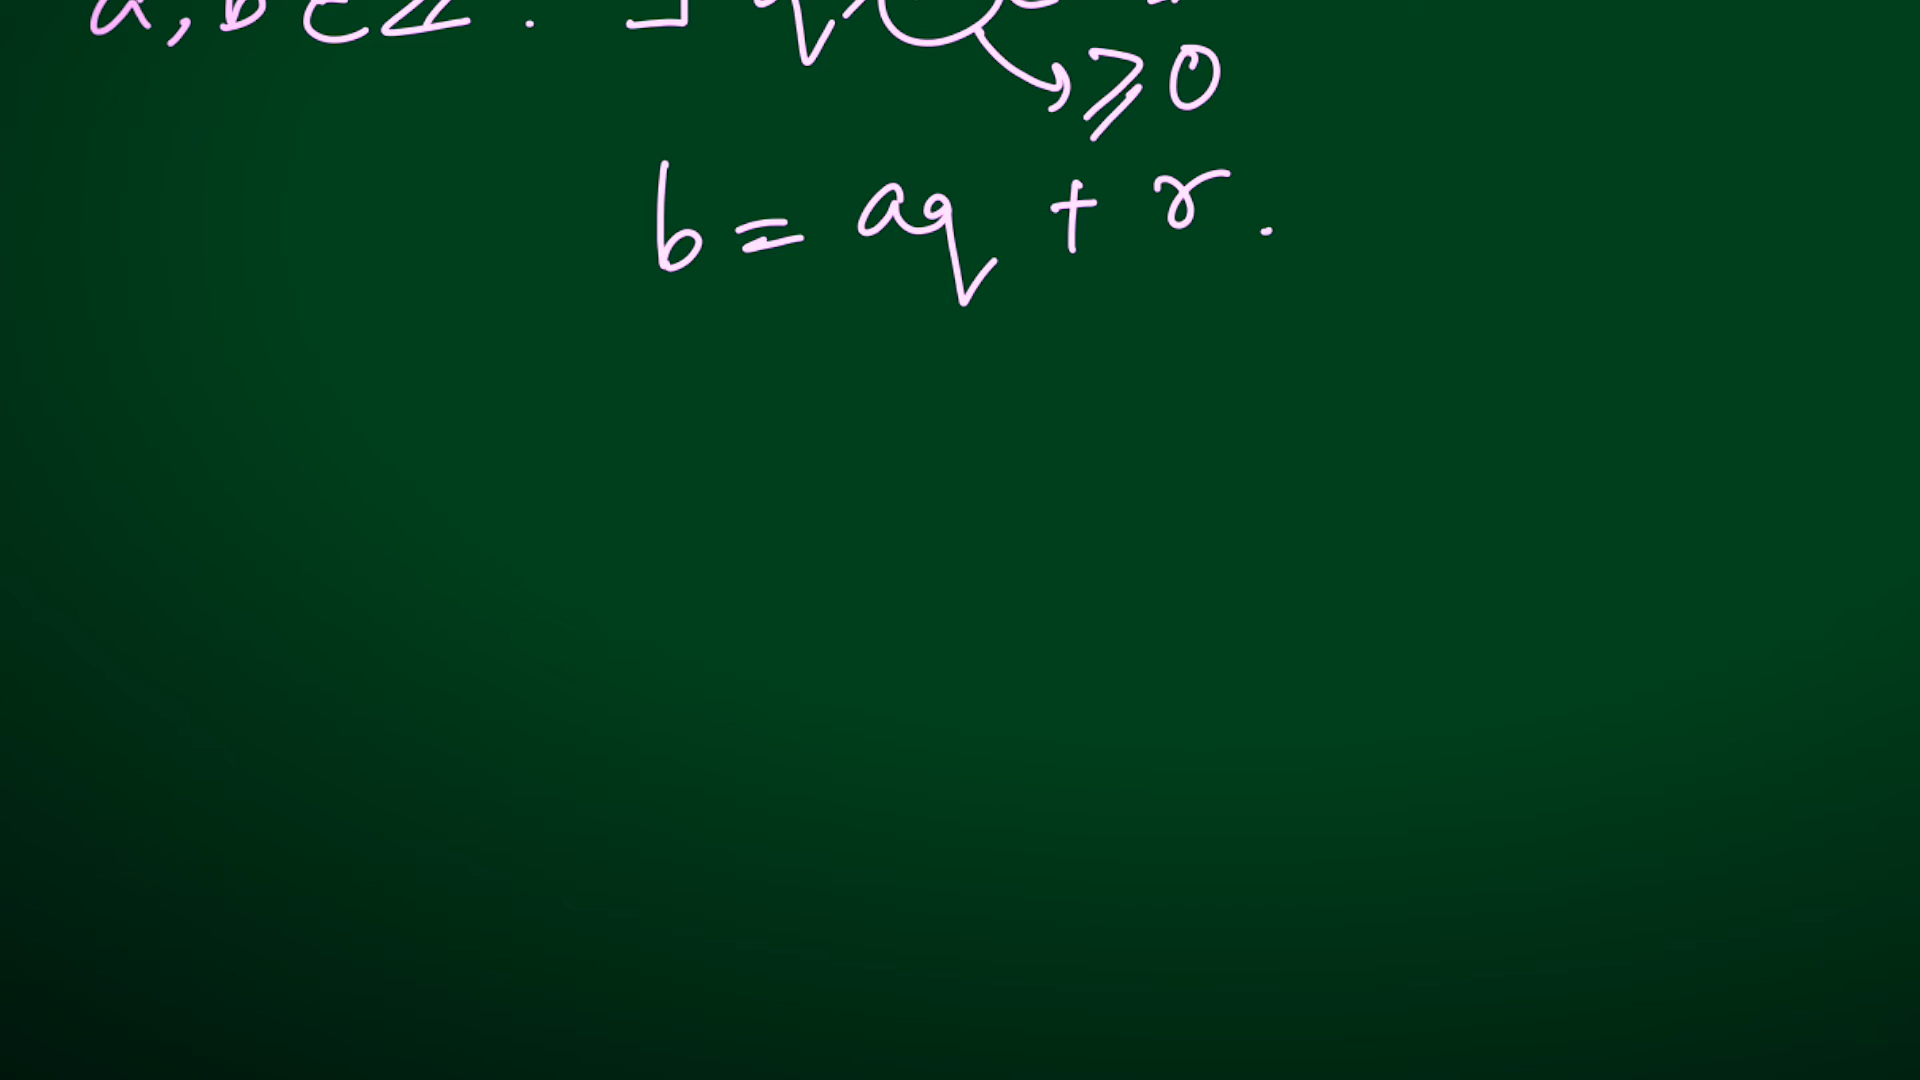 a, b ∈ ℤ . ∃ q,
≥ 0
b = aq + r .